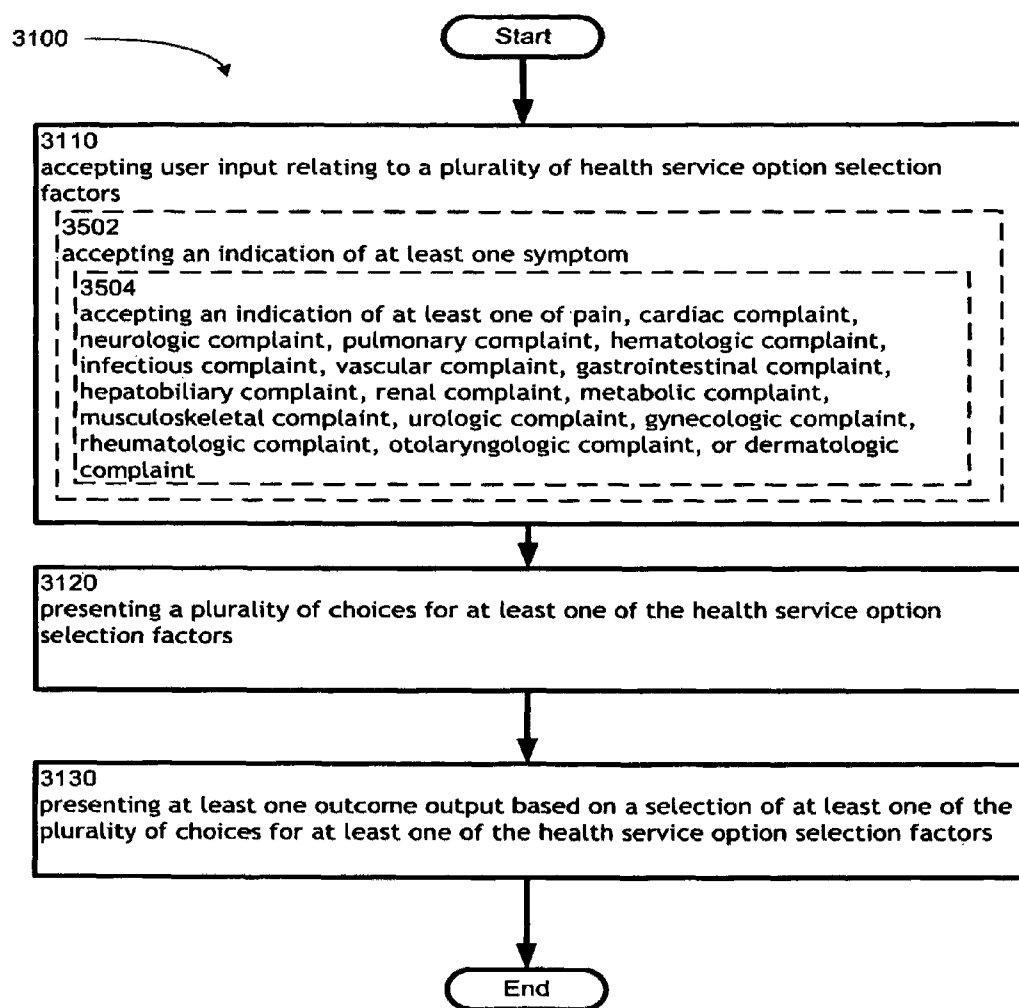 3100
Start
3110
accepting user input relating to a plurality of health service option selection
factors
3502
accepting an indication of at least one symptom
3504
accepting an indication of at least one of pain, cardiac complaint,
neurologic complaint, pulmonary complaint, hematologic complaint,
infectious complaint, vascular complaint, gastrointestinal complaint,
hepatobiliary complaint, renal complaint, metabolic complaint,
musculoskeletal complaint, urologic complaint, gynecologic complaint,
rheumatologic complaint, otolaryngologic complaint, or dermatologic
complaint
3120
presenting a plurality of choices for at least one of the health service option
selection factors
3130
presenting at least one outcome output based on a selection of at least one of the
plurality of choices for at least one of the health service option selection factors
End